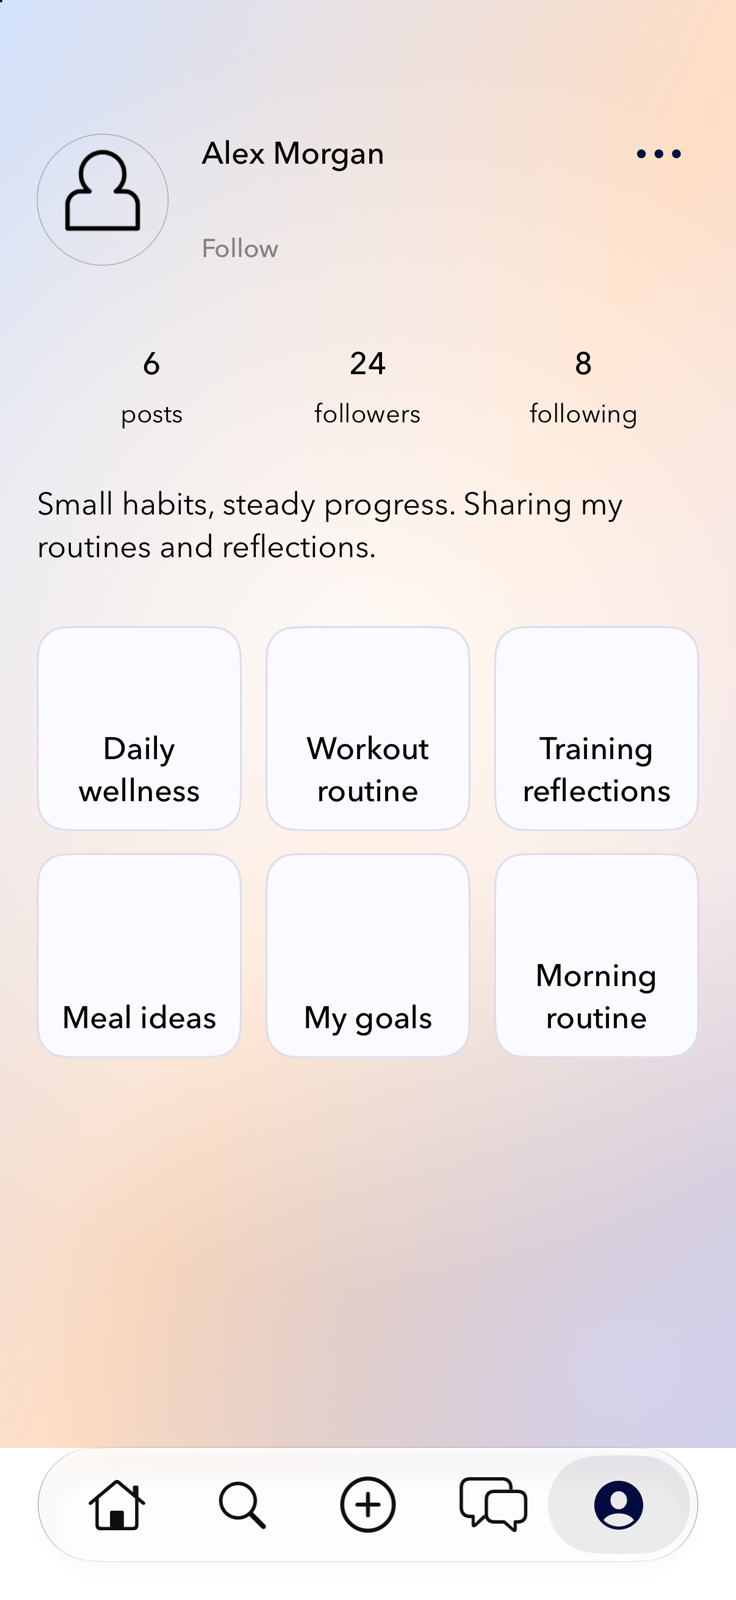 Alex Morgan
Follow
6
24
8
posts
followers
following
Small habits, steady progress. Sharing my
routines and reflections.
Daily
wellness
Workout
routine
Training
reflections
Meal ideas
My goals
Morning
routine